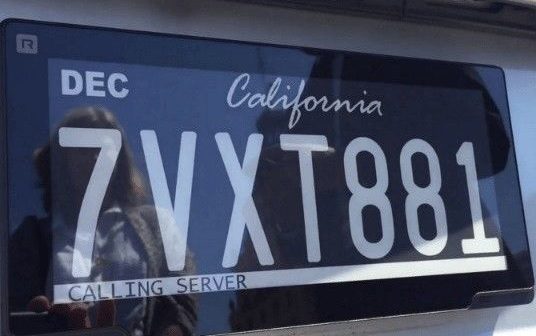 R
DEC
California
7VXT881
CALLING SERVER